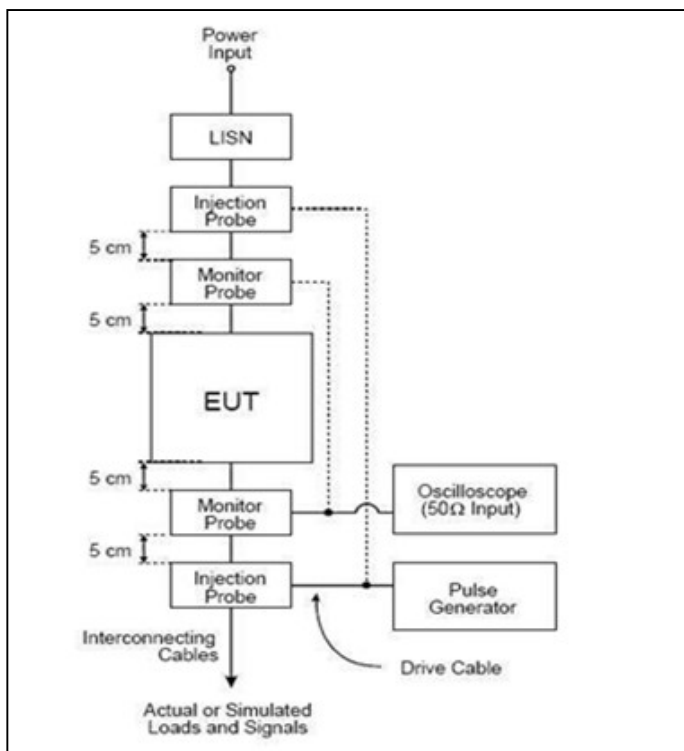 Power
Input
LISN
Injection
Probe
5 cm
Monitor
Probe
5 cm
EUT
5 cm
Monitor
Probe
Oscilloscope
(50Ω Input)
5 cm
Injection
Probe
Pulse
Generator
Interconnecting
Cables
Drive Cable
Actual or Simulated
Loads and Signals